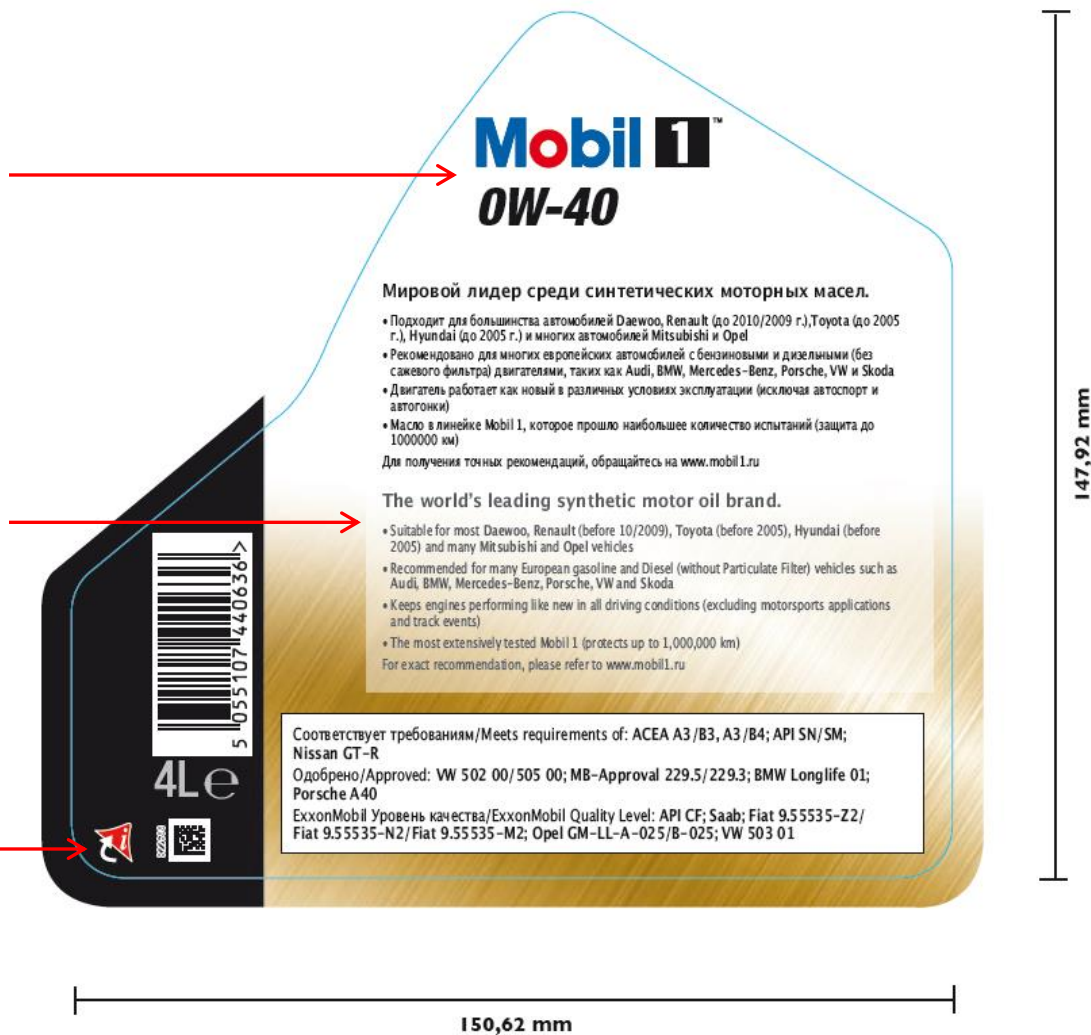 Mobil 1™
0W-40
Мировой лидер среди синтетических моторных масел.
• Подходит для большинства автомобилей Daewoo, Renault (до 2010/2009 г.),Toyota (до 2005
г.), Hyundai (до 2005 г.) и многих автомобилей Mitsubishi и Opel
• Рекомендовано для многих европейских автомобилей с бензиновыми и дизельными (без
сажевого фильтра) двигателями, таких как Audi, BMW, Mercedes-Benz, Porsche, VW и Skoda
• Двигатель работает как новый в различных условиях эксплуатации (исключая автоспорт и
автогонки)
• Масло в линейке Mobil 1, которое прошло наибольшее количество испытаний (защита до
1000000 км)
Для получения точных рекомендаций, обращайтесь на www.mobil1.ru
The world's leading synthetic motor oil brand.
• Suitable for most Daewoo, Renault (before 10/2009), Toyota (before 2005), Hyundai (before
2005) and many Mitsubishi and Opel vehicles
• Recommended for many European gasoline and Diesel (without Particulate Filter) vehicles such as
Audi, BMW, Mercedes-Benz, Porsche, VW and Skoda
• Keeps engines performing like new in all driving conditions (excluding motorsports applications
and track events)
• The most extensively tested Mobil 1 (protects up to 1,000,000 km)
For exact recommendation, please refer to www.mobil1.ru
Соответствует требованиям/Meets requirements of: ACEA A3/B3, A3/B4; API SN/SM;
Nissan GT-R
Одобрено/Approved: VW 502 00/505 00; MB-Approval 229.5/229.3; BMW Longlife 01;
Porsche A40
ExxonMobil Уровень качества/ExxonMobil Quality Level: API CF; Saab; Fiat 9.55535-Z2/
Fiat 9.55535-N2/Fiat 9.55535-M2; Opel GM-LL-A-025/B-025; VW 503 01
5 055107 440636>
4L e
147,92 mm
150,62 mm